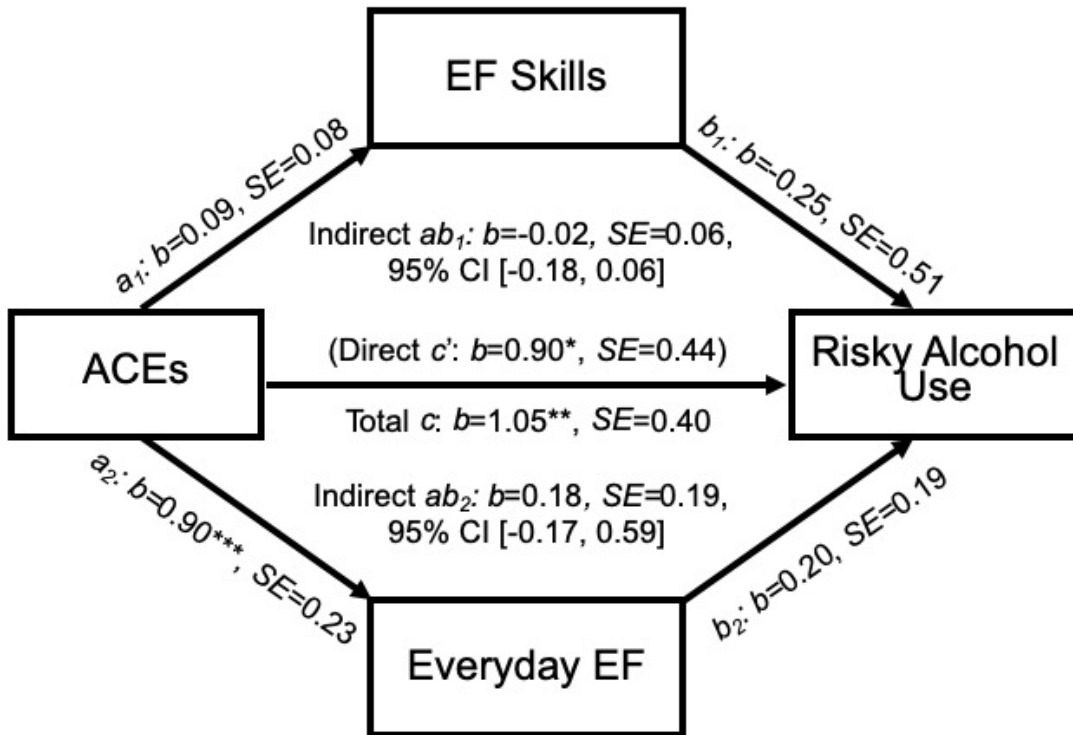 EF Skills
a₁: b=0.09, SE=0.08
b₁: b=-0.25, SE=0.51
Indirect ab₁: b=-0.02, SE=0.06,
95% CI [-0.18, 0.06]
ACEs
(Direct c’: b=0.90*, SE=0.44)
Total c: b=1.05**, SE=0.40
Risky Alcohol
Use
a₂: b=0.90***, SE=0.23
Indirect ab₂: b=0.18, SE=0.19,
95% CI [-0.17, 0.59]
b₂: b=0.20, SE=0.19
Everyday EF